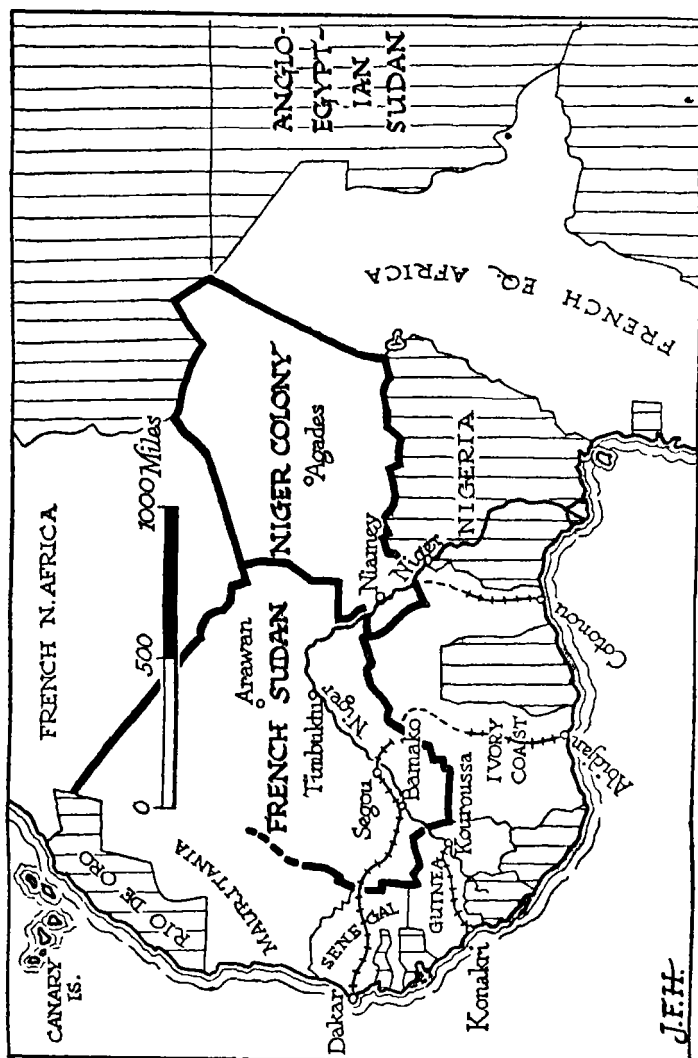 CANARY
IS.
FRENCH N. AFRICA
RIO DE ORO
MAURITANIA
0 500 1000 Miles
ANGLO-
EGYPT-
IAN
SUDAN
Arawan
FRENCH SUDAN
NIGER COLONY
Agades
Timbuktu
Niger
Niamey
Niger
FRENCH EQ. AFRICA
Dakar
SENEGAL
Segou
Bamako
NIGERIA
GUINEA
Kouroussa
IVORY
COAST
Konakri
Abidjan
Cotonou
J.F.H.